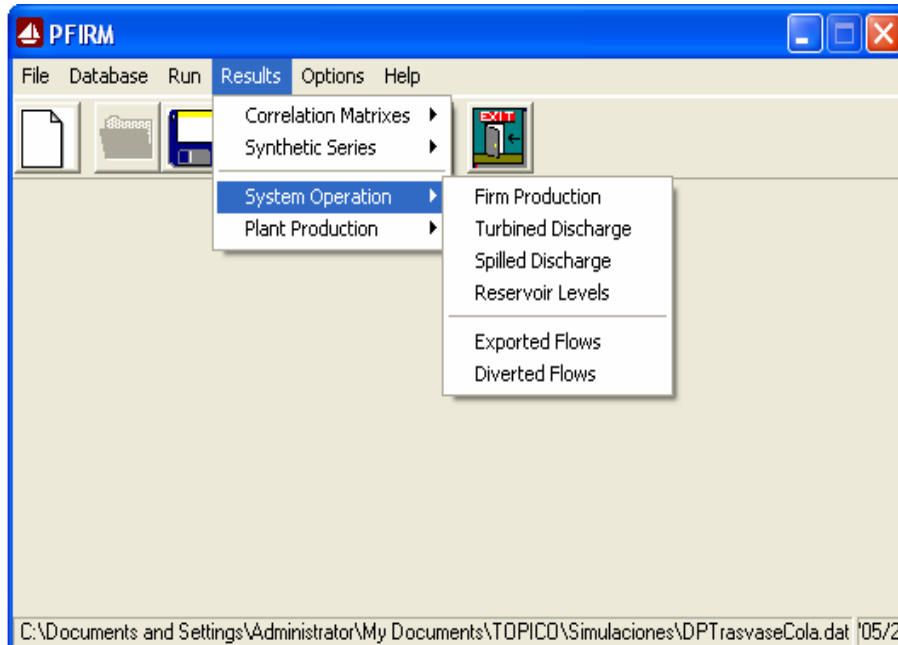 PFIRM
File Database Run Results Options Help
Correlation Matrixes
Synthetic Series
EXIT
System Operation
Plant Production
Firm Production
Turbined Discharge
Spilled Discharge
Reservoir Levels
Exported Flows
Diverted Flows
C:\Documents and Settings\Administrator\My Documents\TOPICO\Simulaciones\DPTrasvaseCola.dat '05/2